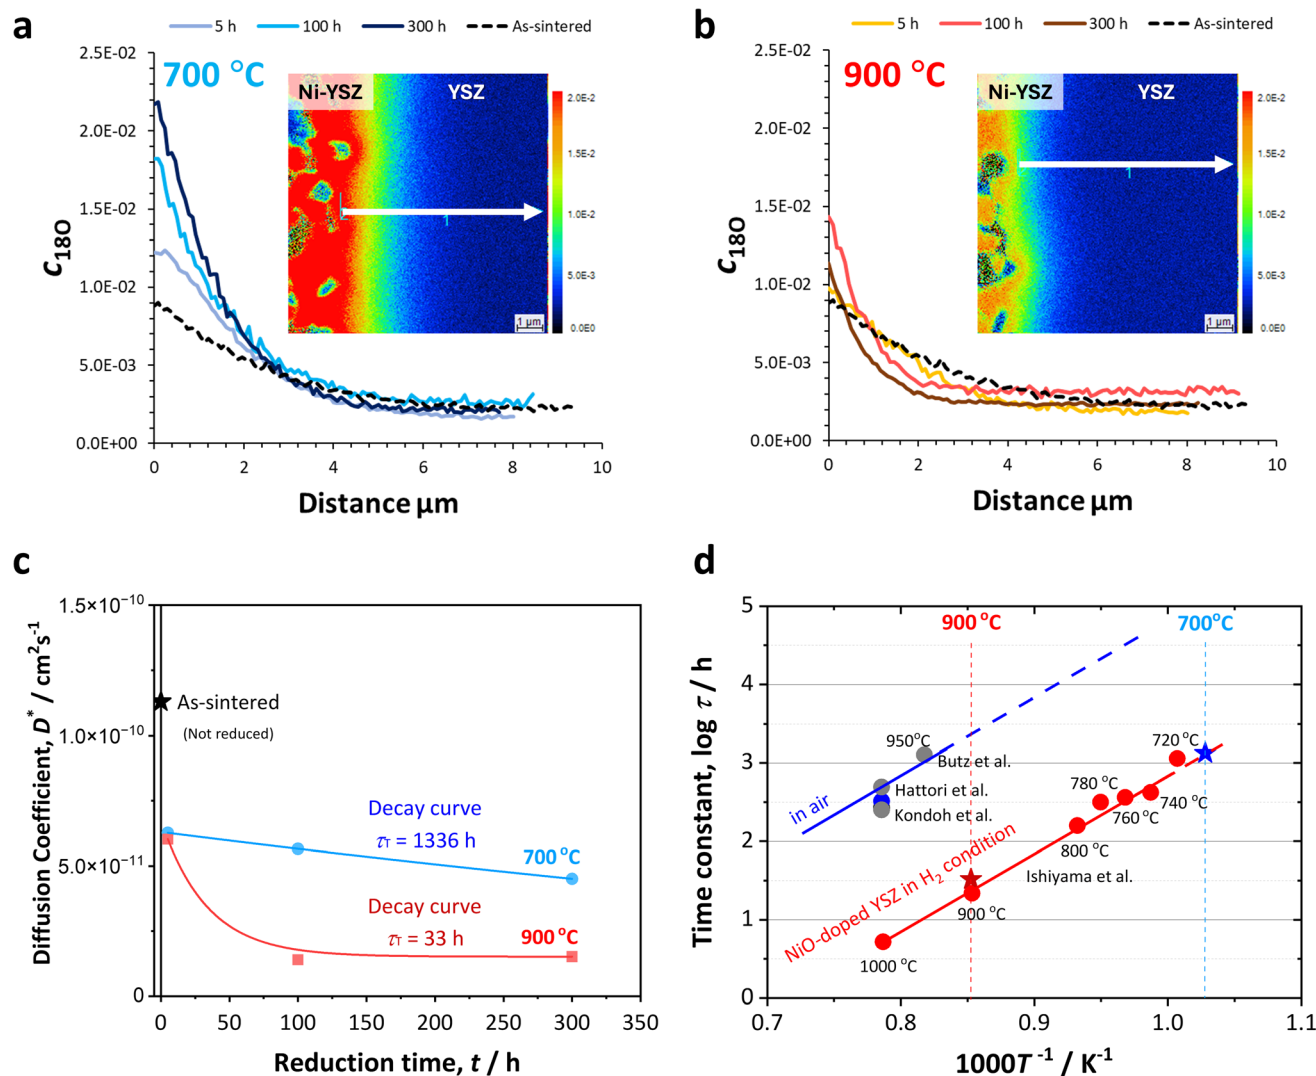 a
5 h 100 h 300 h As-sintered
2.5E-02
2.0E-02
1.5E-02
1.0E-02
5.0E-03
0.0E+00
c18O
700 °C
Ni-YSZ YSZ
1
1 µm
2.0E-2
1.5E-2
1.0E-2
5.0E-3
0.0E0
0 2 4 6 8 10
Distance µm
b
5 h 100 h 300 h As-sintered
2.5E-02
2.0E-02
1.5E-02
1.0E-02
5.0E-03
0.0E+00
c18O
900 °C
Ni-YSZ YSZ
1
1 µm
2.0E-2
1.5E-2
1.0E-2
5.0E-3
0.0E0
0 2 4 6 8 10
Distance µm
c
1.5×10⁻¹⁰
1.0×10⁻¹⁰
5.0×10⁻¹¹
0
Diffusion Coefficient, D* / cm²s⁻¹
As-sintered
(Not reduced)
Decay curve
τT = 1336 h
700 °C
Decay curve
τT = 33 h
900 °C
0 50 100 150 200 250 300 350
Reduction time, t / h
d
5
4
3
2
1
0
Time constant, log τ / h
900 °C 700 °C
950°C
Butz et al.
Hattori et al.
Kondoh et al.
in air
720 °C
780 °C
740 °C
760 °C
800 °C
Ishiyama et al.
NiO-doped YSZ in H₂ condition
900 °C
1000 °C
0.7 0.8 0.9 1.0 1.1
1000T⁻¹ / K⁻¹